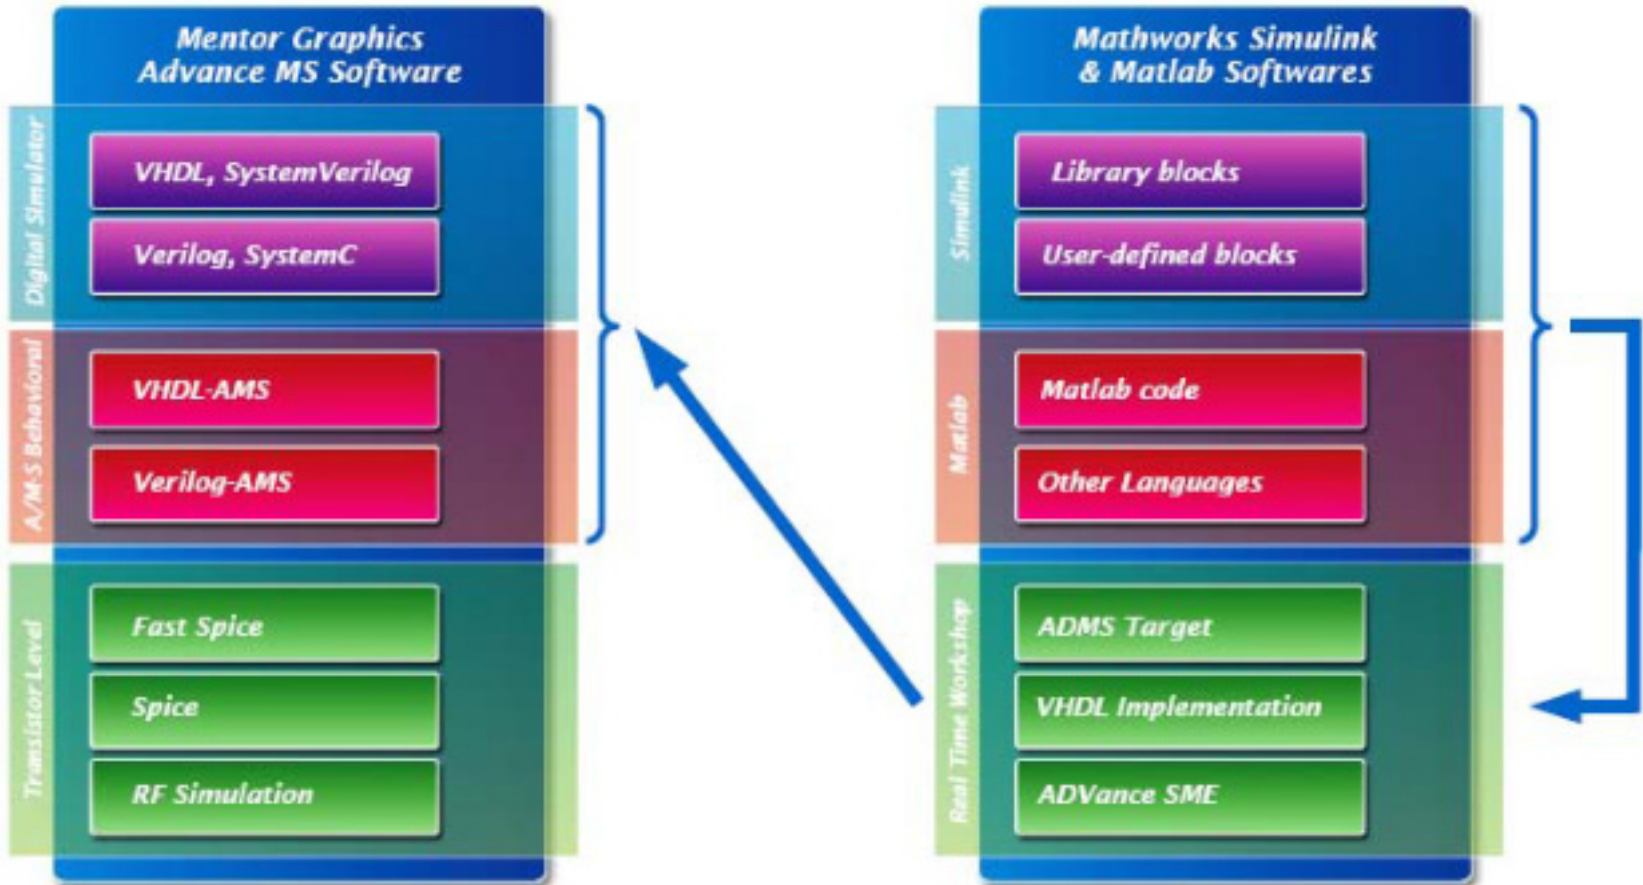 Mentor Graphics
Advance MS Software
Digital Simulator
VHDL, SystemVerilog
Verilog, SystemC
A/M-S Behavioral
VHDL-AMS
Verilog-AMS
Transistor Level
Fast Spice
Spice
RF Simulation
Mathworks Simulink
& Matlab Softwares
Simulink
Library blocks
User-defined blocks
Matlab
Matlab code
Other Languages
Real Time Workshop
ADMS Target
VHDL Implementation
ADVance SME